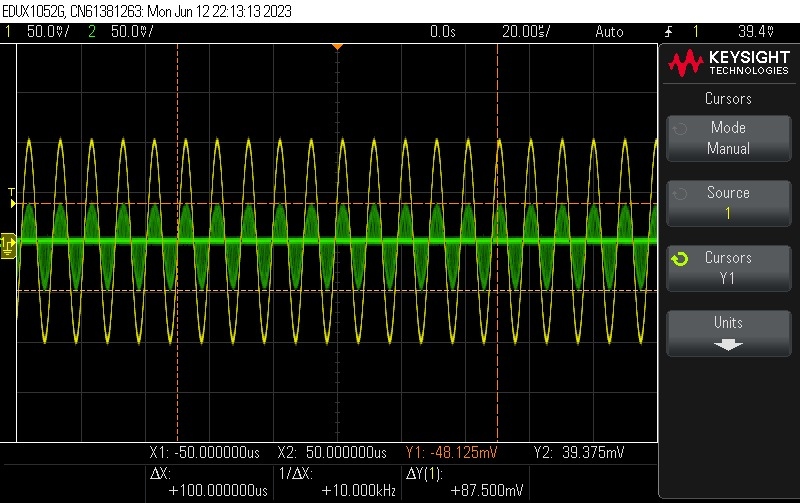 EDUX1052G, CN61381263: Mon Jun 12 22:13:13 2023
1 50.0V/ 2 50.0V/ 0.0s 20.00s/ Auto 1 39.4V
KEYSIGHT
TECHNOLOGIES
Cursors
Mode
Manual
Source
1
Cursors
Y1
Units
T
1
X1: -50.000000us X2: 50.000000us Y1: -48.125mV Y2: 39.375mV
ΔX: 1/ΔX: ΔY(1):
+100.000000us +10.000kHz +87.500mV